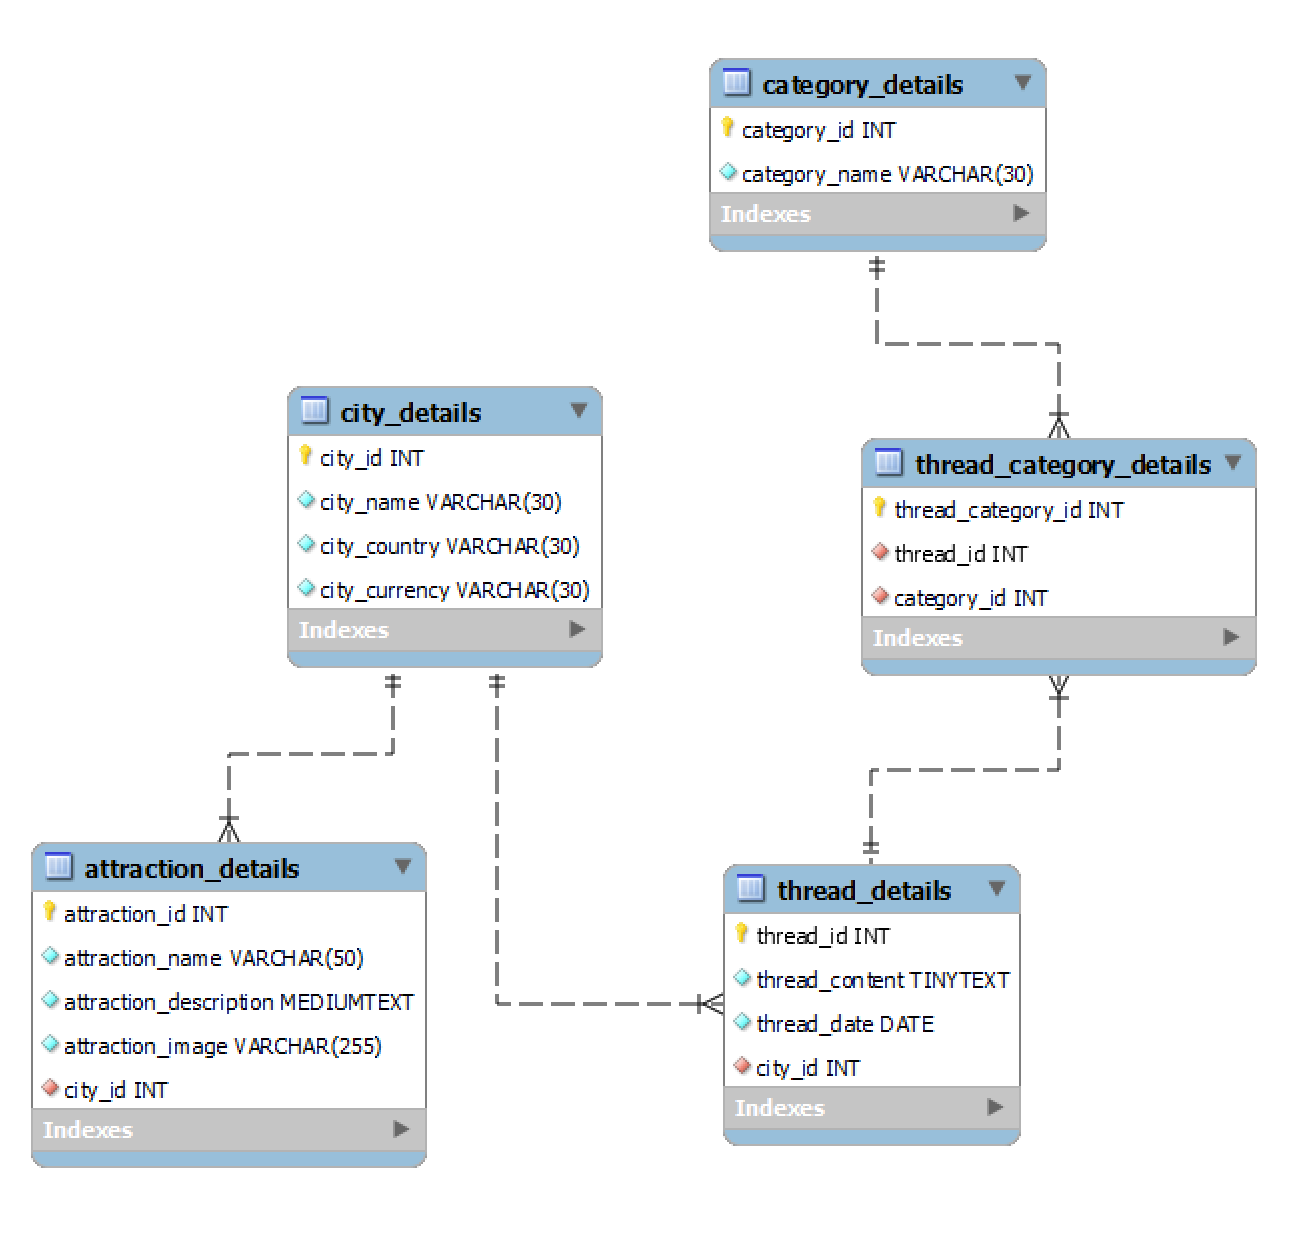 category_details
category_id INT
category_name VARCHAR(30)
Indexes
city_details
city_id INT
city_name VARCHAR(30)
city_country VARCHAR(30)
city_currency VARCHAR(30)
Indexes
thread_category_details
thread_category_id INT
thread_id INT
category_id INT
Indexes
attraction_details
attraction_id INT
attraction_name VARCHAR(50)
attraction_description MEDIUMTEXT
attraction_image VARCHAR(255)
city_id INT
Indexes
thread_details
thread_id INT
thread_content TINYTEXT
thread_date DATE
city_id INT
Indexes